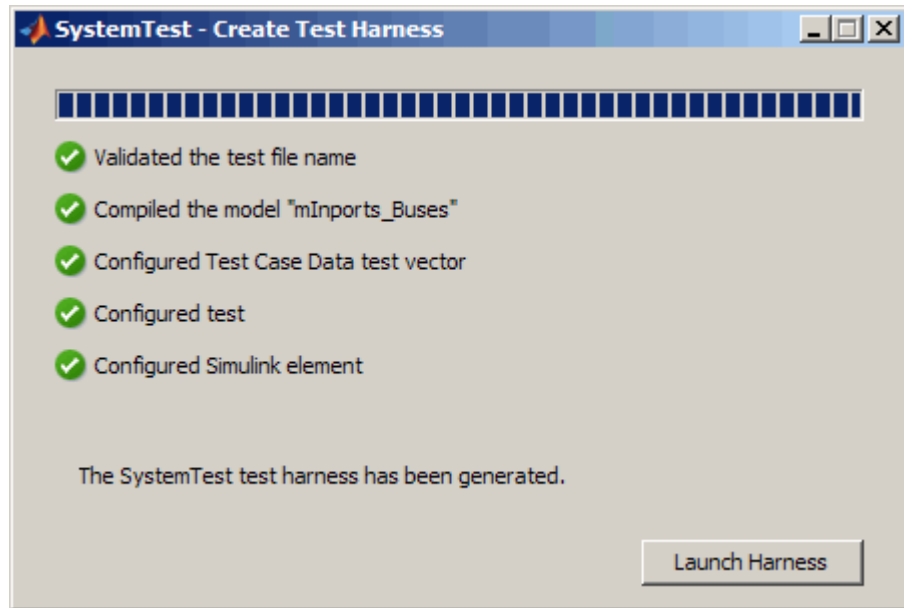 SystemTest - Create Test Harness
Validated the test file name
Compiled the model "mInports_Buses"
Configured Test Case Data test vector
Configured test
Configured Simulink element
The SystemTest test harness has been generated.
Launch Harness